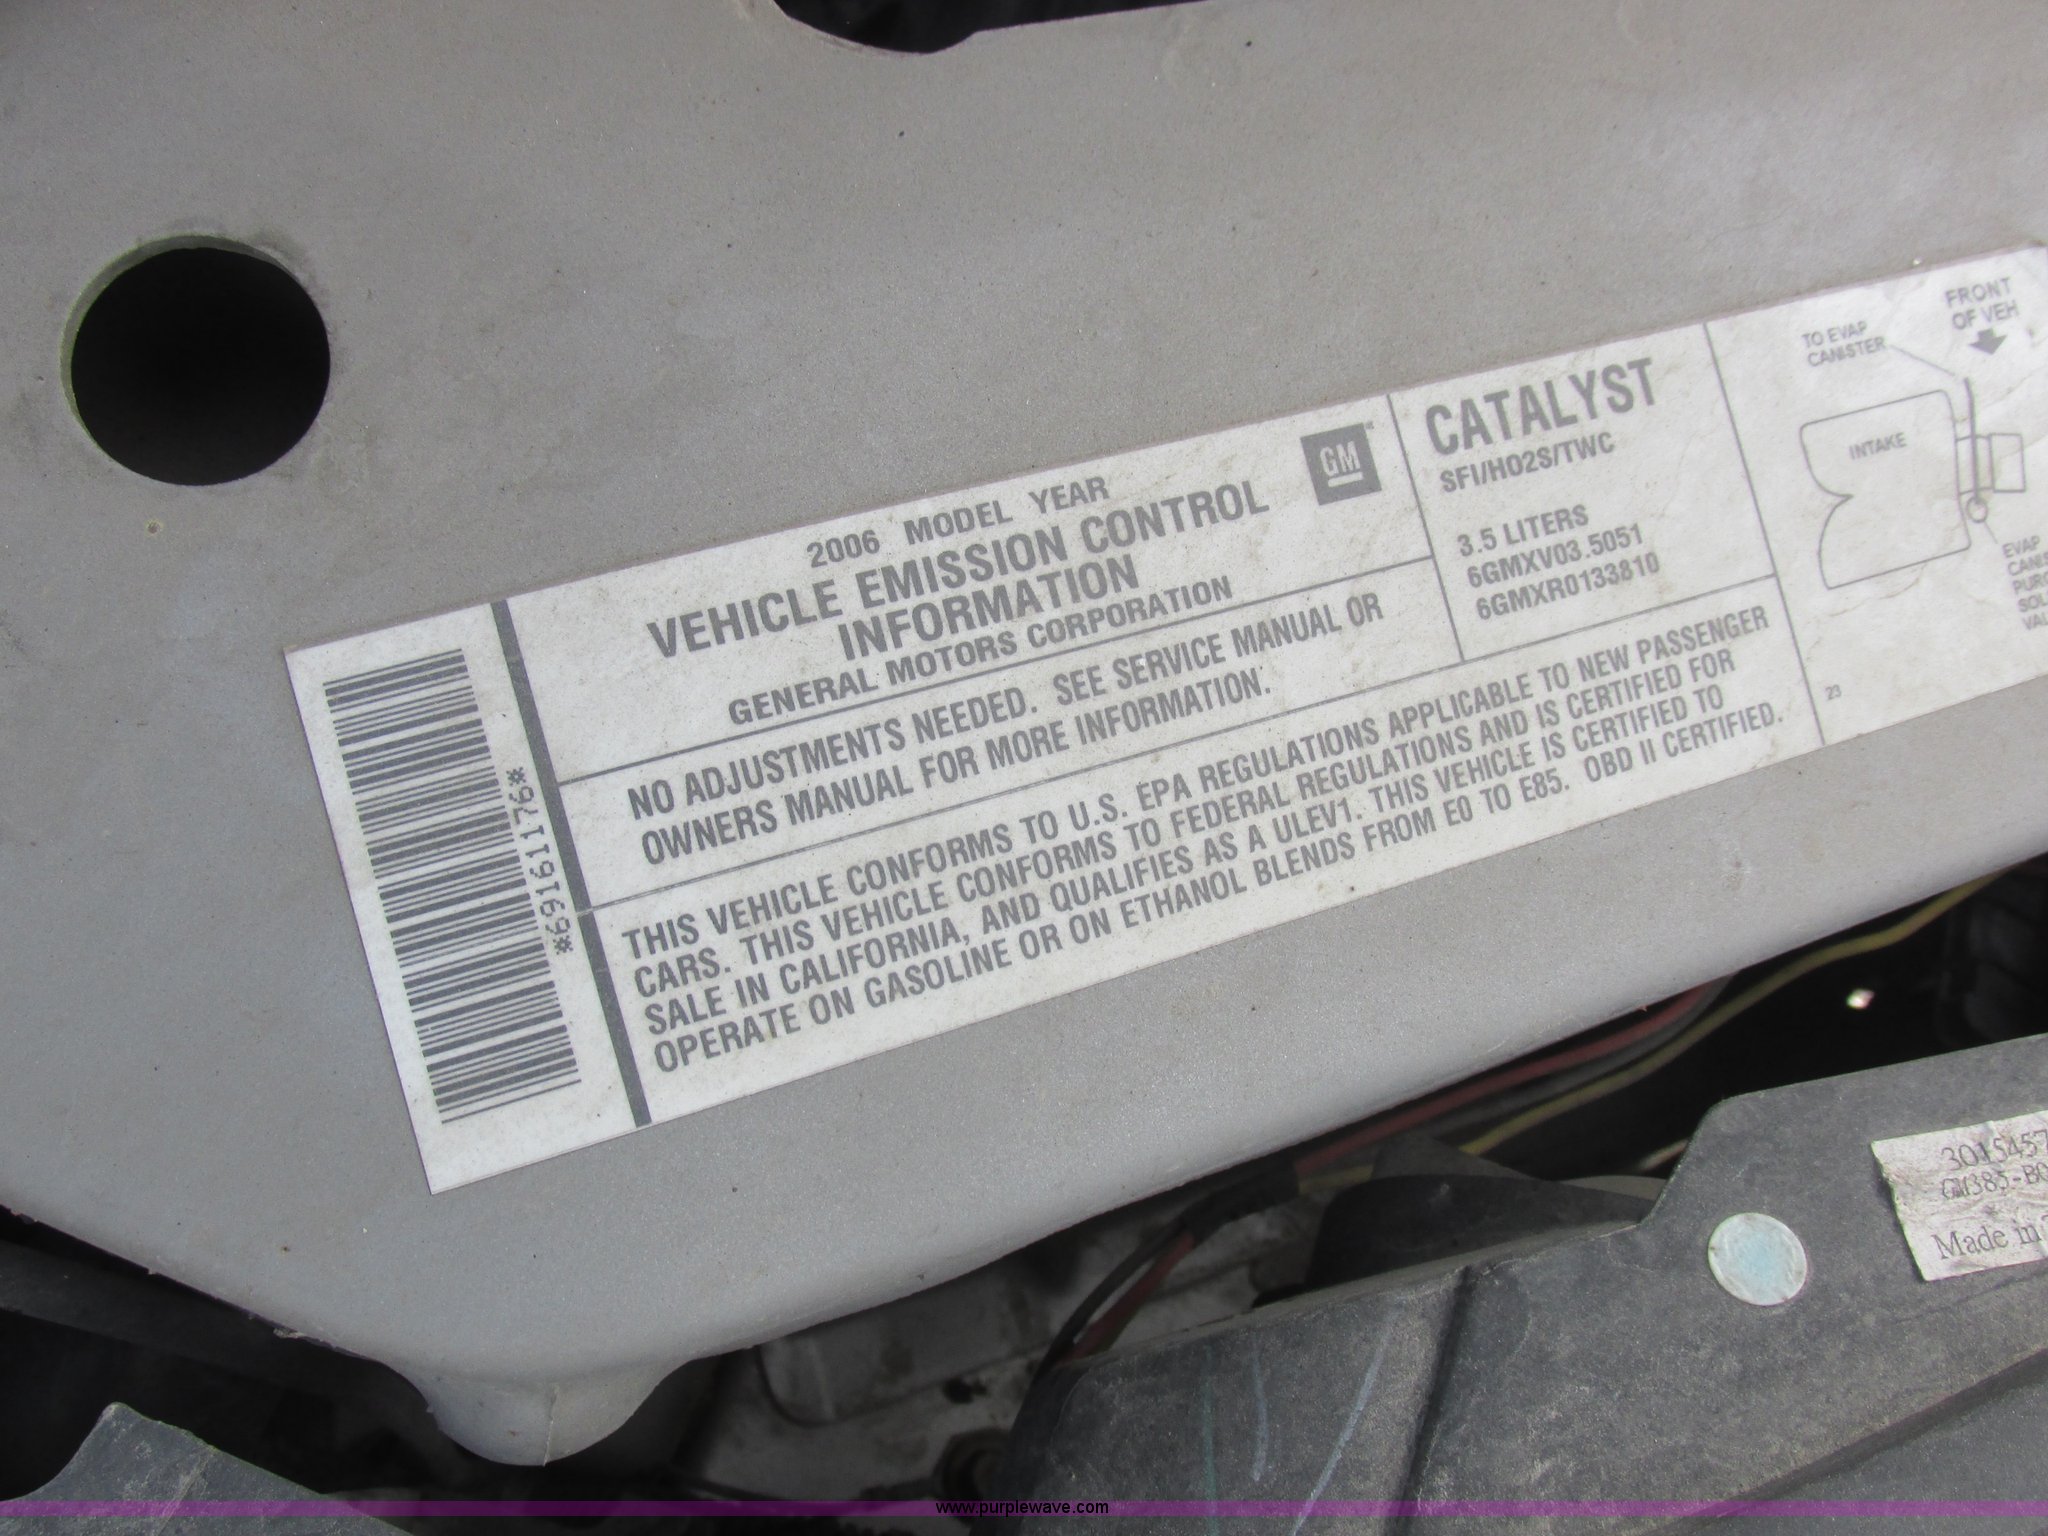 2006 MODEL YEAR
VEHICLE EMISSION CONTROL
INFORMATION
GENERAL MOTORS CORPORATION
GM
NO ADJUSTMENTS NEEDED. SEE SERVICE MANUAL OR
OWNERS MANUAL FOR MORE INFORMATION.
THIS VEHICLE CONFORMS TO U.S. EPA REGULATIONS APPLICABLE TO NEW PASSENGER
CARS. THIS VEHICLE CONFORMS TO FEDERAL REGULATIONS AND IS CERTIFIED FOR
SALE IN CALIFORNIA, AND QUALIFIES AS A ULEV1. THIS VEHICLE IS CERTIFIED TO
OPERATE ON GASOLINE OR ON ETHANOL BLENDS FROM E0 TO E85. OBD II CERTIFIED.
*69161176*
CATALYST
SFI/HO2S/TWC
3.5 LITERS
6GMXV03.5051
6GMXR0133810
TO EVAP
CANISTER
FRONT
OF VEH
INTAKE
EVAP
23
3015457
GM385-B0
Made in
www.purplewave.com